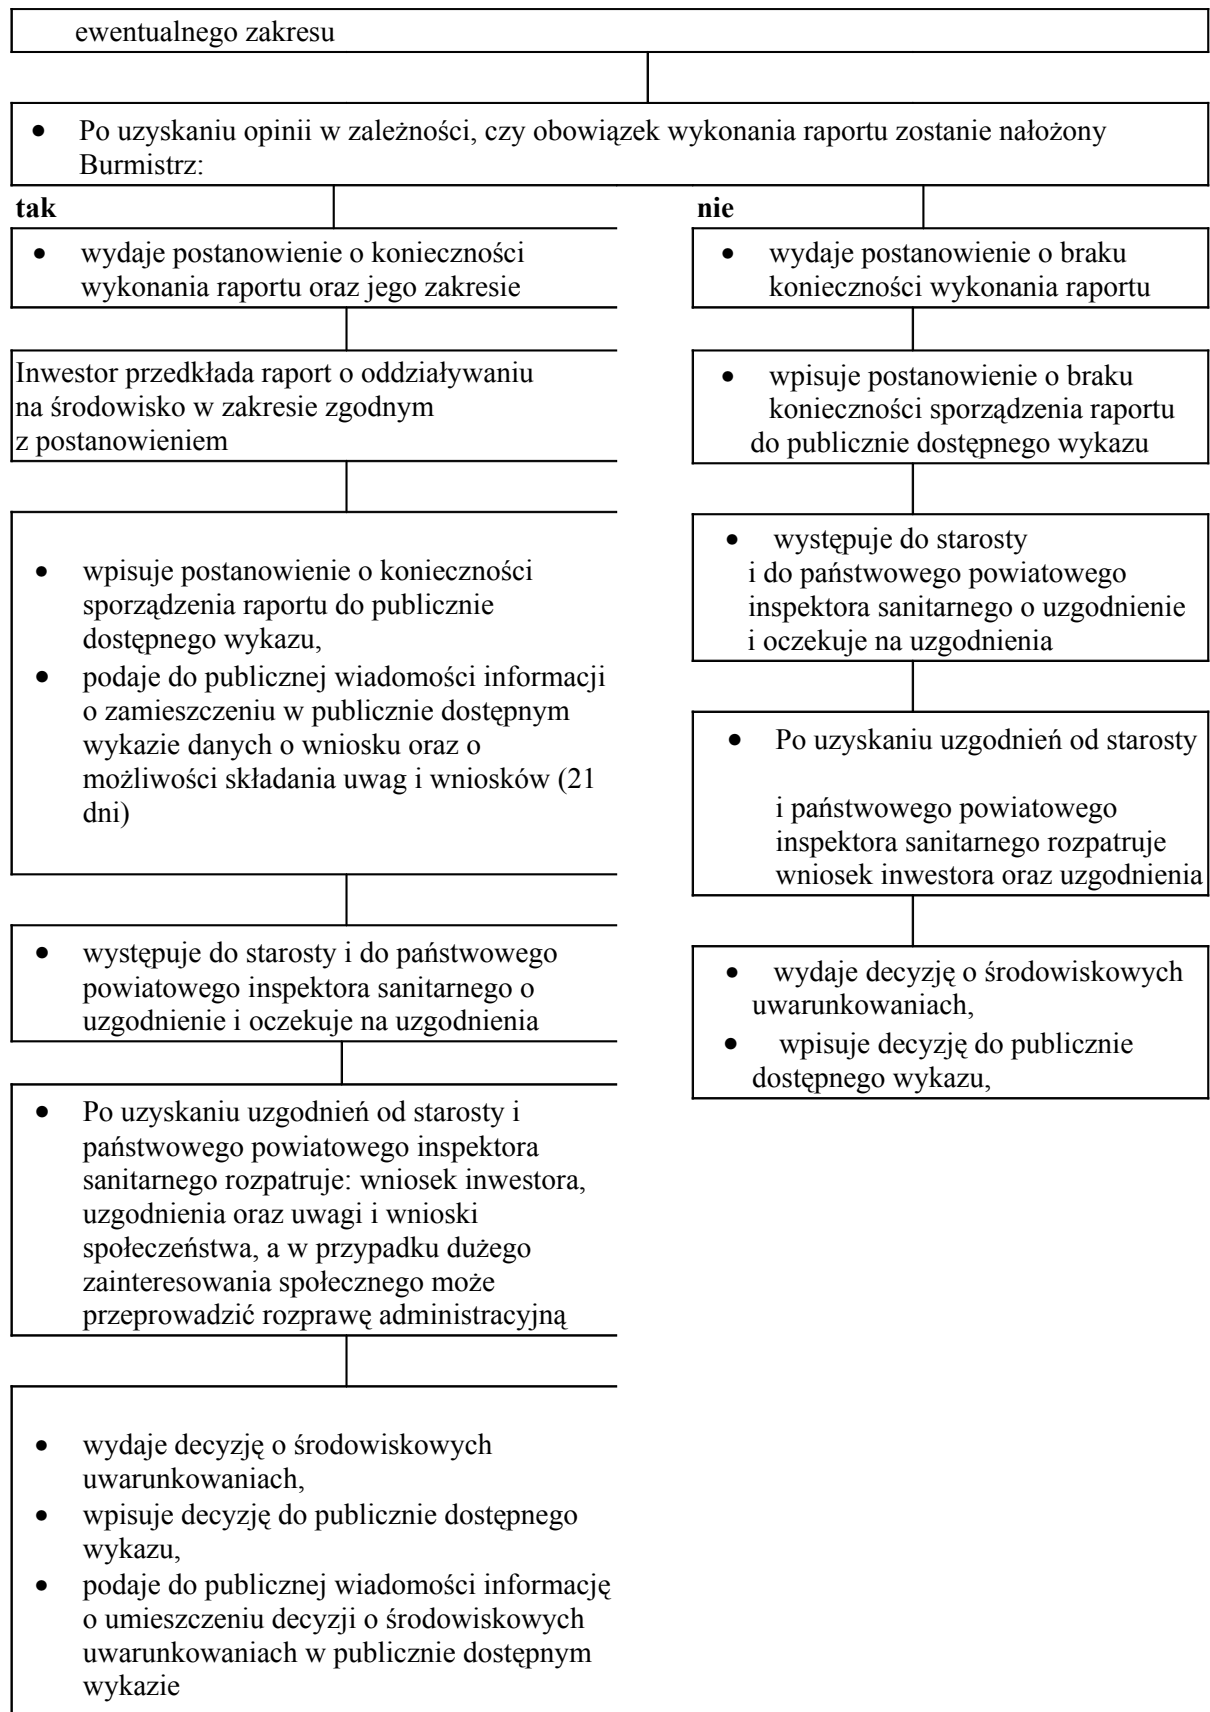 ewentualnego zakresu
• Po uzyskaniu opinii w zależności, czy obowiązek wykonania raportu zostanie nałożony
Burmistrz:
tak
• wydaje postanowienie o konieczności
wykonania raportu oraz jego zakresie
Inwestor przedkłada raport o oddziaływaniu
na środowisko w zakresie zgodnym
z postanowieniem
• wpisuje postanowienie o konieczności
sporządzenia raportu do publicznie
dostępnego wykazu,
• podaje do publicznej wiadomości informacji
o zamieszczeniu w publicznie dostępnym
wykazie danych o wniosku oraz o
możliwości składania uwag i wniosków (21
dni)
• występuje do starosty i do państwowego
powiatowego inspektora sanitarnego o
uzgodnienie i oczekuje na uzgodnienia
• Po uzyskaniu uzgodnień od starosty i
państwowego powiatowego inspektora
sanitarnego rozpatruje: wniosek inwestora,
uzgodnienia oraz uwagi i wnioski
społeczeństwa, a w przypadku dużego
zainteresowania społecznego może
przeprowadzić rozprawę administracyjną
• wydaje decyzję o środowiskowych
uwarunkowaniach,
• wpisuje decyzję do publicznie dostępnego
wykazu,
• podaje do publicznej wiadomości informację
o umieszczeniu decyzji o środowiskowych
uwarunkowaniach w publicznie dostępnym
wykazie
nie
• wydaje postanowienie o braku
konieczności wykonania raportu
• wpisuje postanowienie o braku
konieczności sporządzenia raportu
do publicznie dostępnego wykazu
• występuje do starosty
i do państwowego powiatowego
inspektora sanitarnego o uzgodnienie
i oczekuje na uzgodnienia
• Po uzyskaniu uzgodnień od starosty
i państwowego powiatowego
inspektora sanitarnego rozpatruje
wniosek inwestora oraz uzgodnienia
• wydaje decyzję o środowiskowych
uwarunkowaniach,
• wpisuje decyzję do publicznie
dostępnego wykazu,